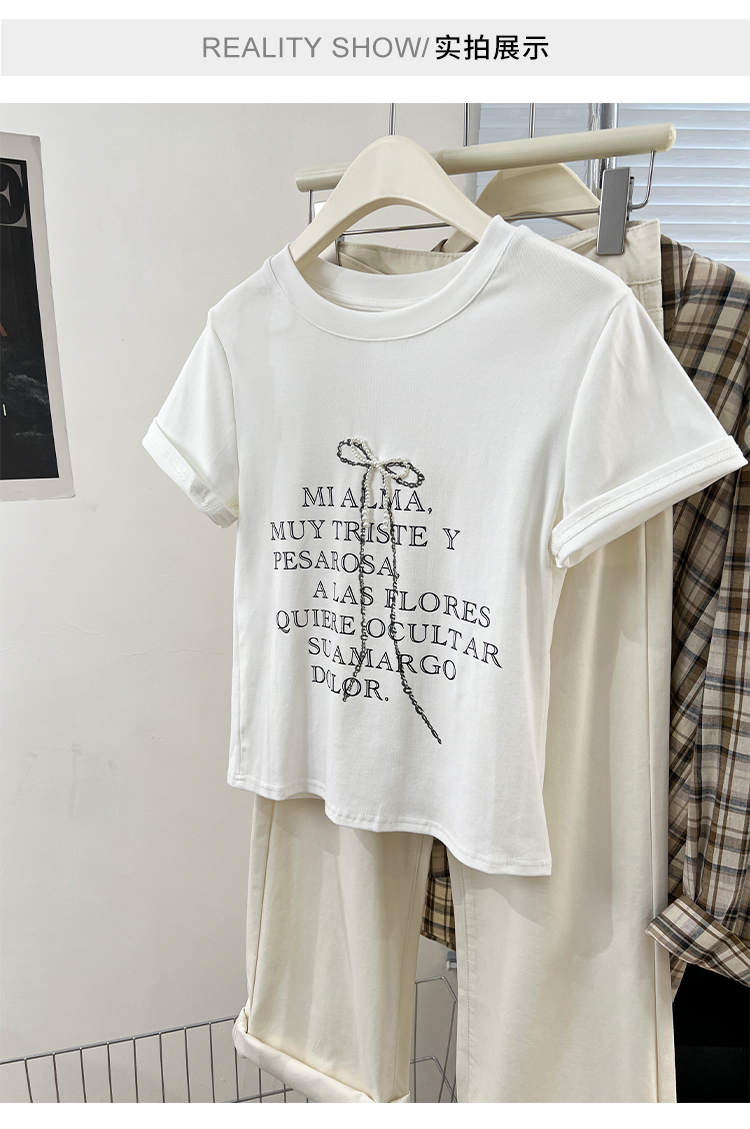 REALITY SHOW/实拍展示
MI ALMA,
MUY TRISTE Y
PESAROSA,
A LAS FLORES
QUIERE OCULTAR
SU AMARGO
DOLOR.